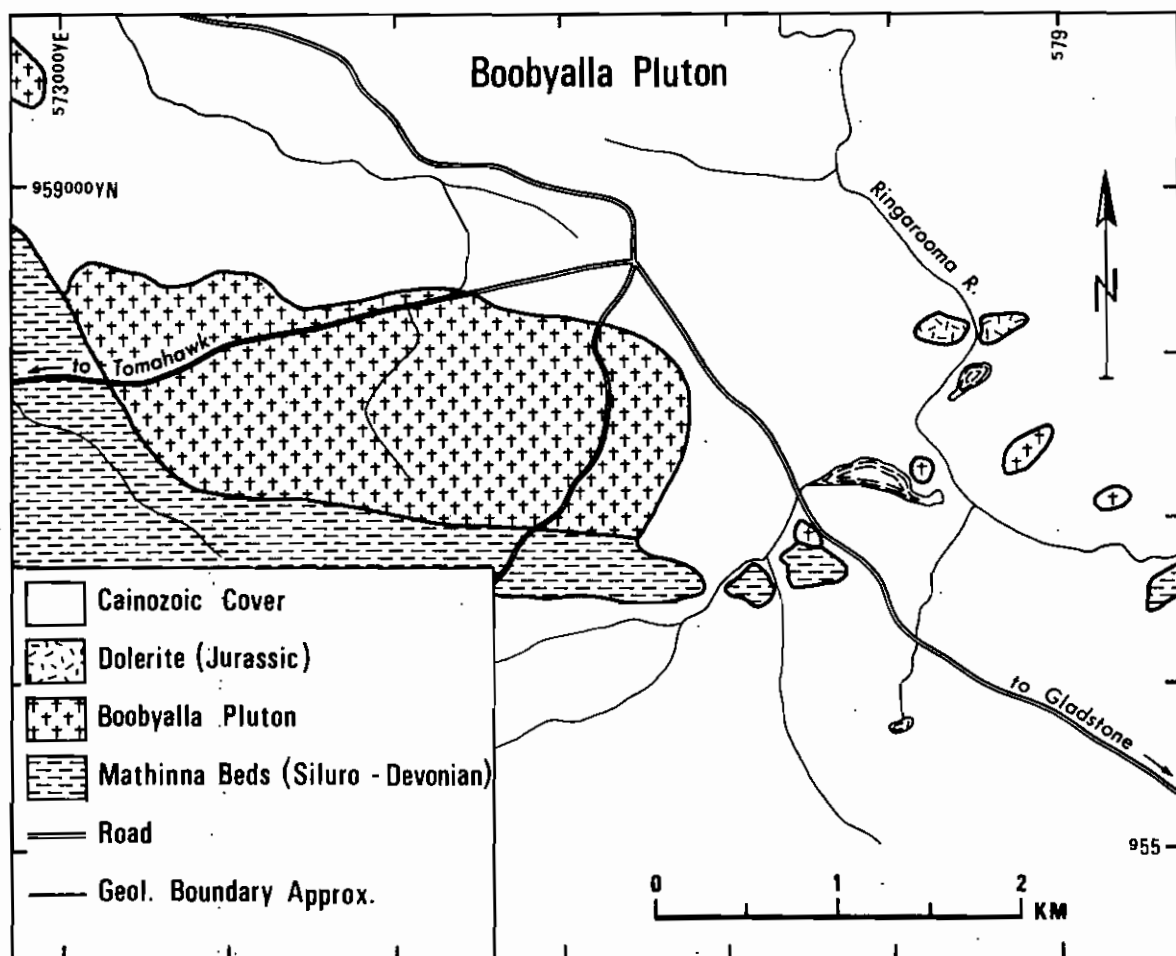 Boobyalla Pluton
573000YE
579
959000YN
Ringarooma R.
N
to Tomahawk
to Gladstone
955
Cainozoic Cover
Dolerite (Jurassic)
Boobyalla Pluton
Mathinna Beds (Siluro - Devonian)
Road
Geol. Boundary Approx.
0 1 2
KM